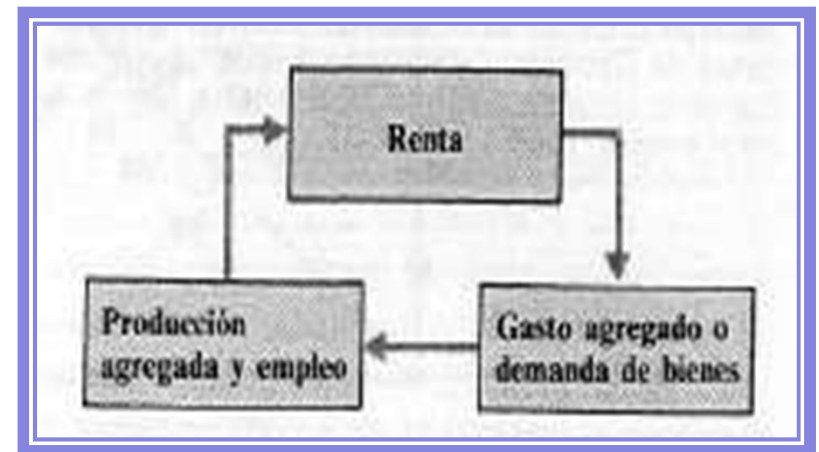 Renta
Producción
agregada y empleo
Gasto agregado o
demanda de bienes